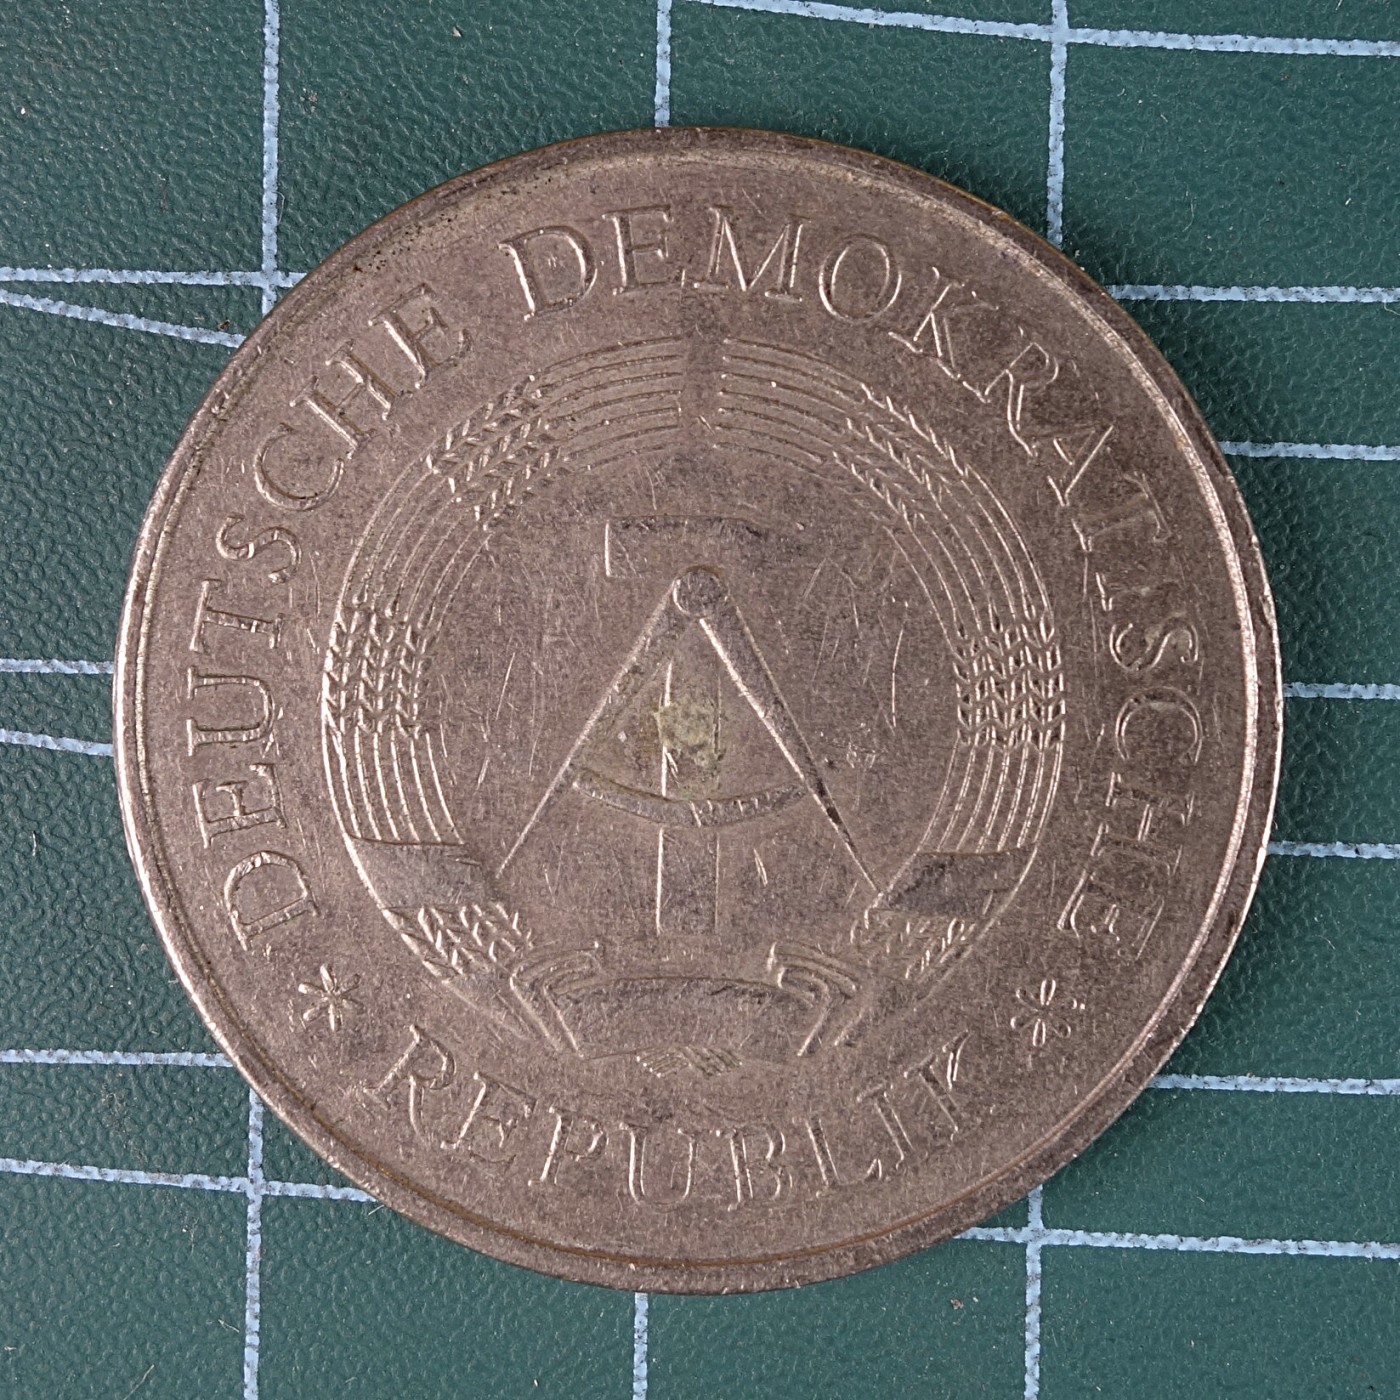 * DEUTSCHE DEMOKRATISCHE *
REPUBLIK